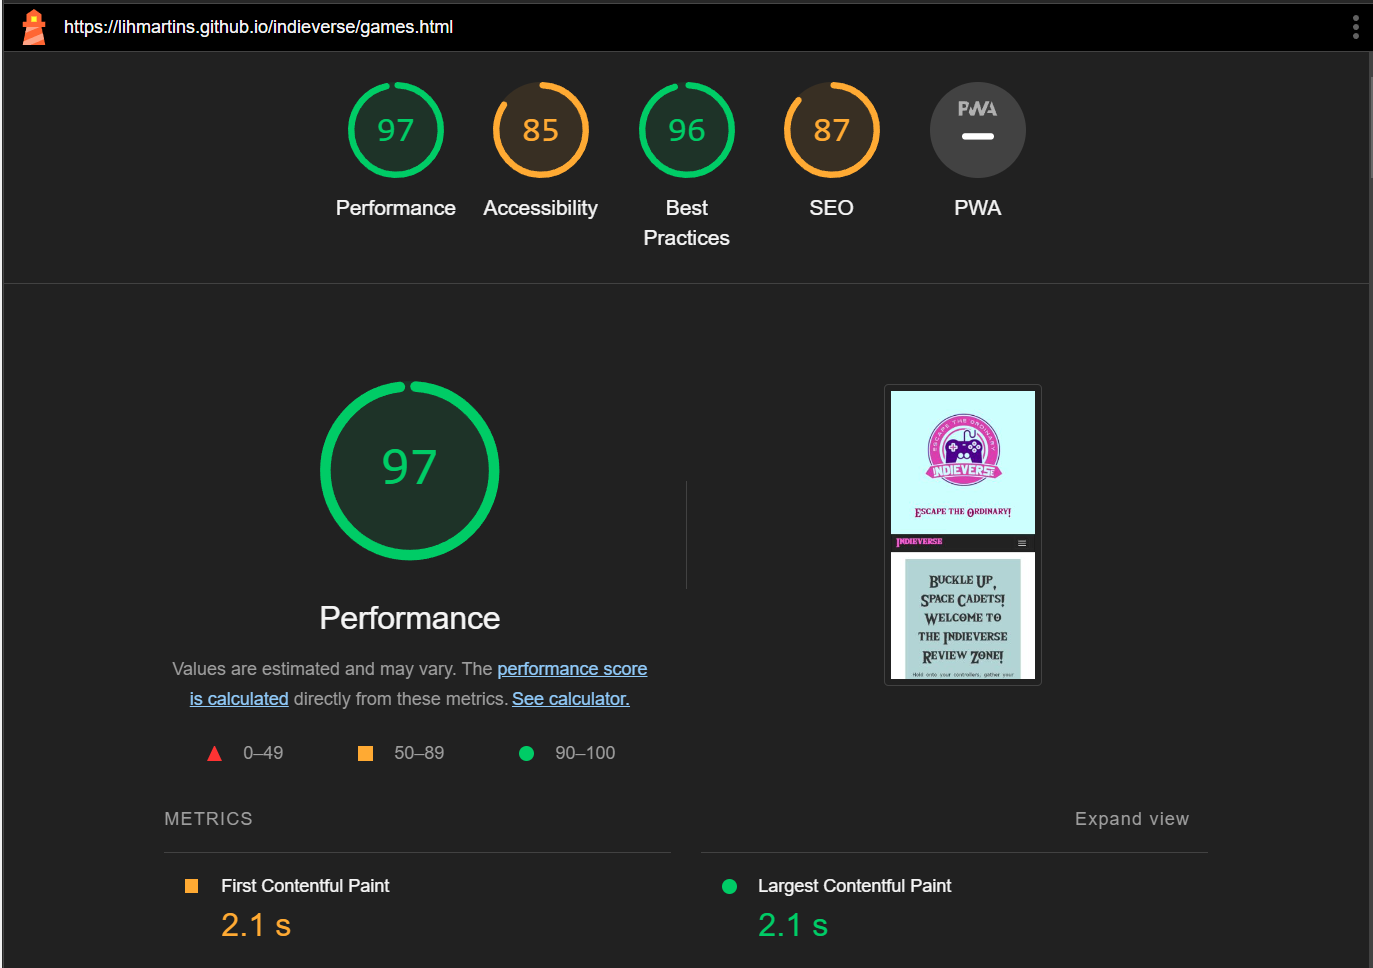 https://lihmartins.github.io/indieverse/games.html
97
85
96
87
PWA
Performance
Accessibility
Best
Practices
SEO
PWA
97
Performance
Values are estimated and may vary. The performance score
is calculated directly from these metrics. See calculator.
0–49
50–89
90–100
ESCAPE THE ORDINARY
INDIEVERSE
Escape the Ordinary!
Indieverse
Buckle Up,
Space Cadets!
Welcome to
the Indieverse
Review Zone!
Hold onto your controllers, gather your
METRICS
Expand view
First Contentful Paint
2.1 s
Largest Contentful Paint
2.1 s